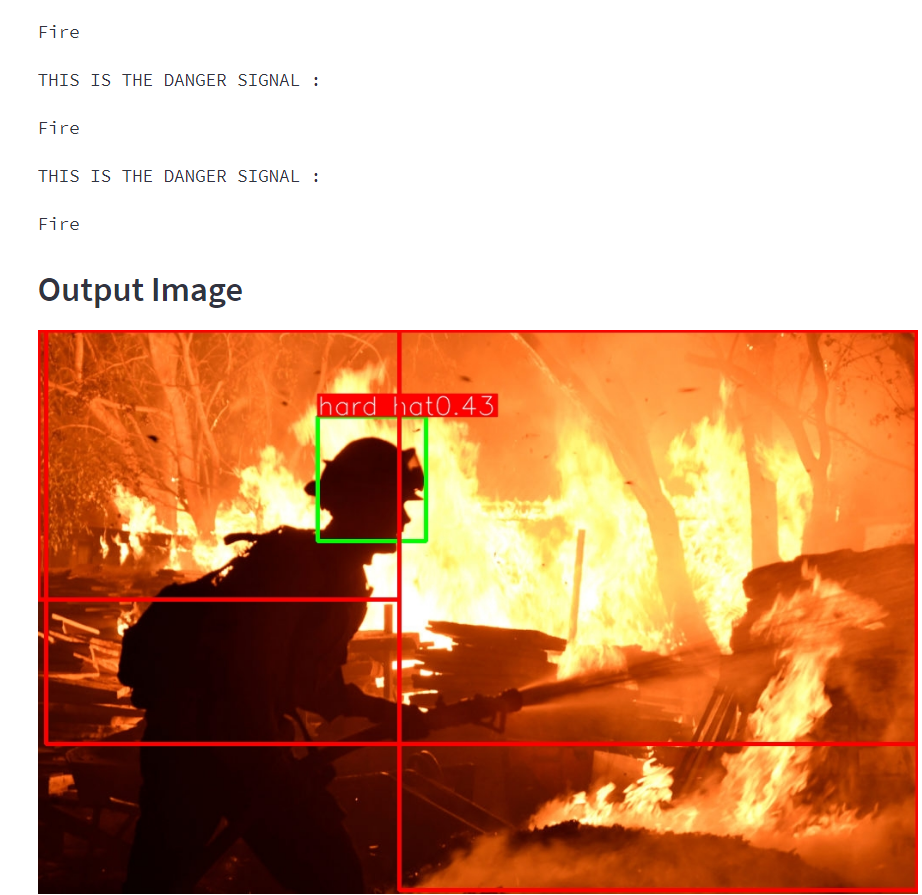 Fire
THIS IS THE DANGER SIGNAL :
Fire
THIS IS THE DANGER SIGNAL :
Fire
Output Image
hard hat0.43